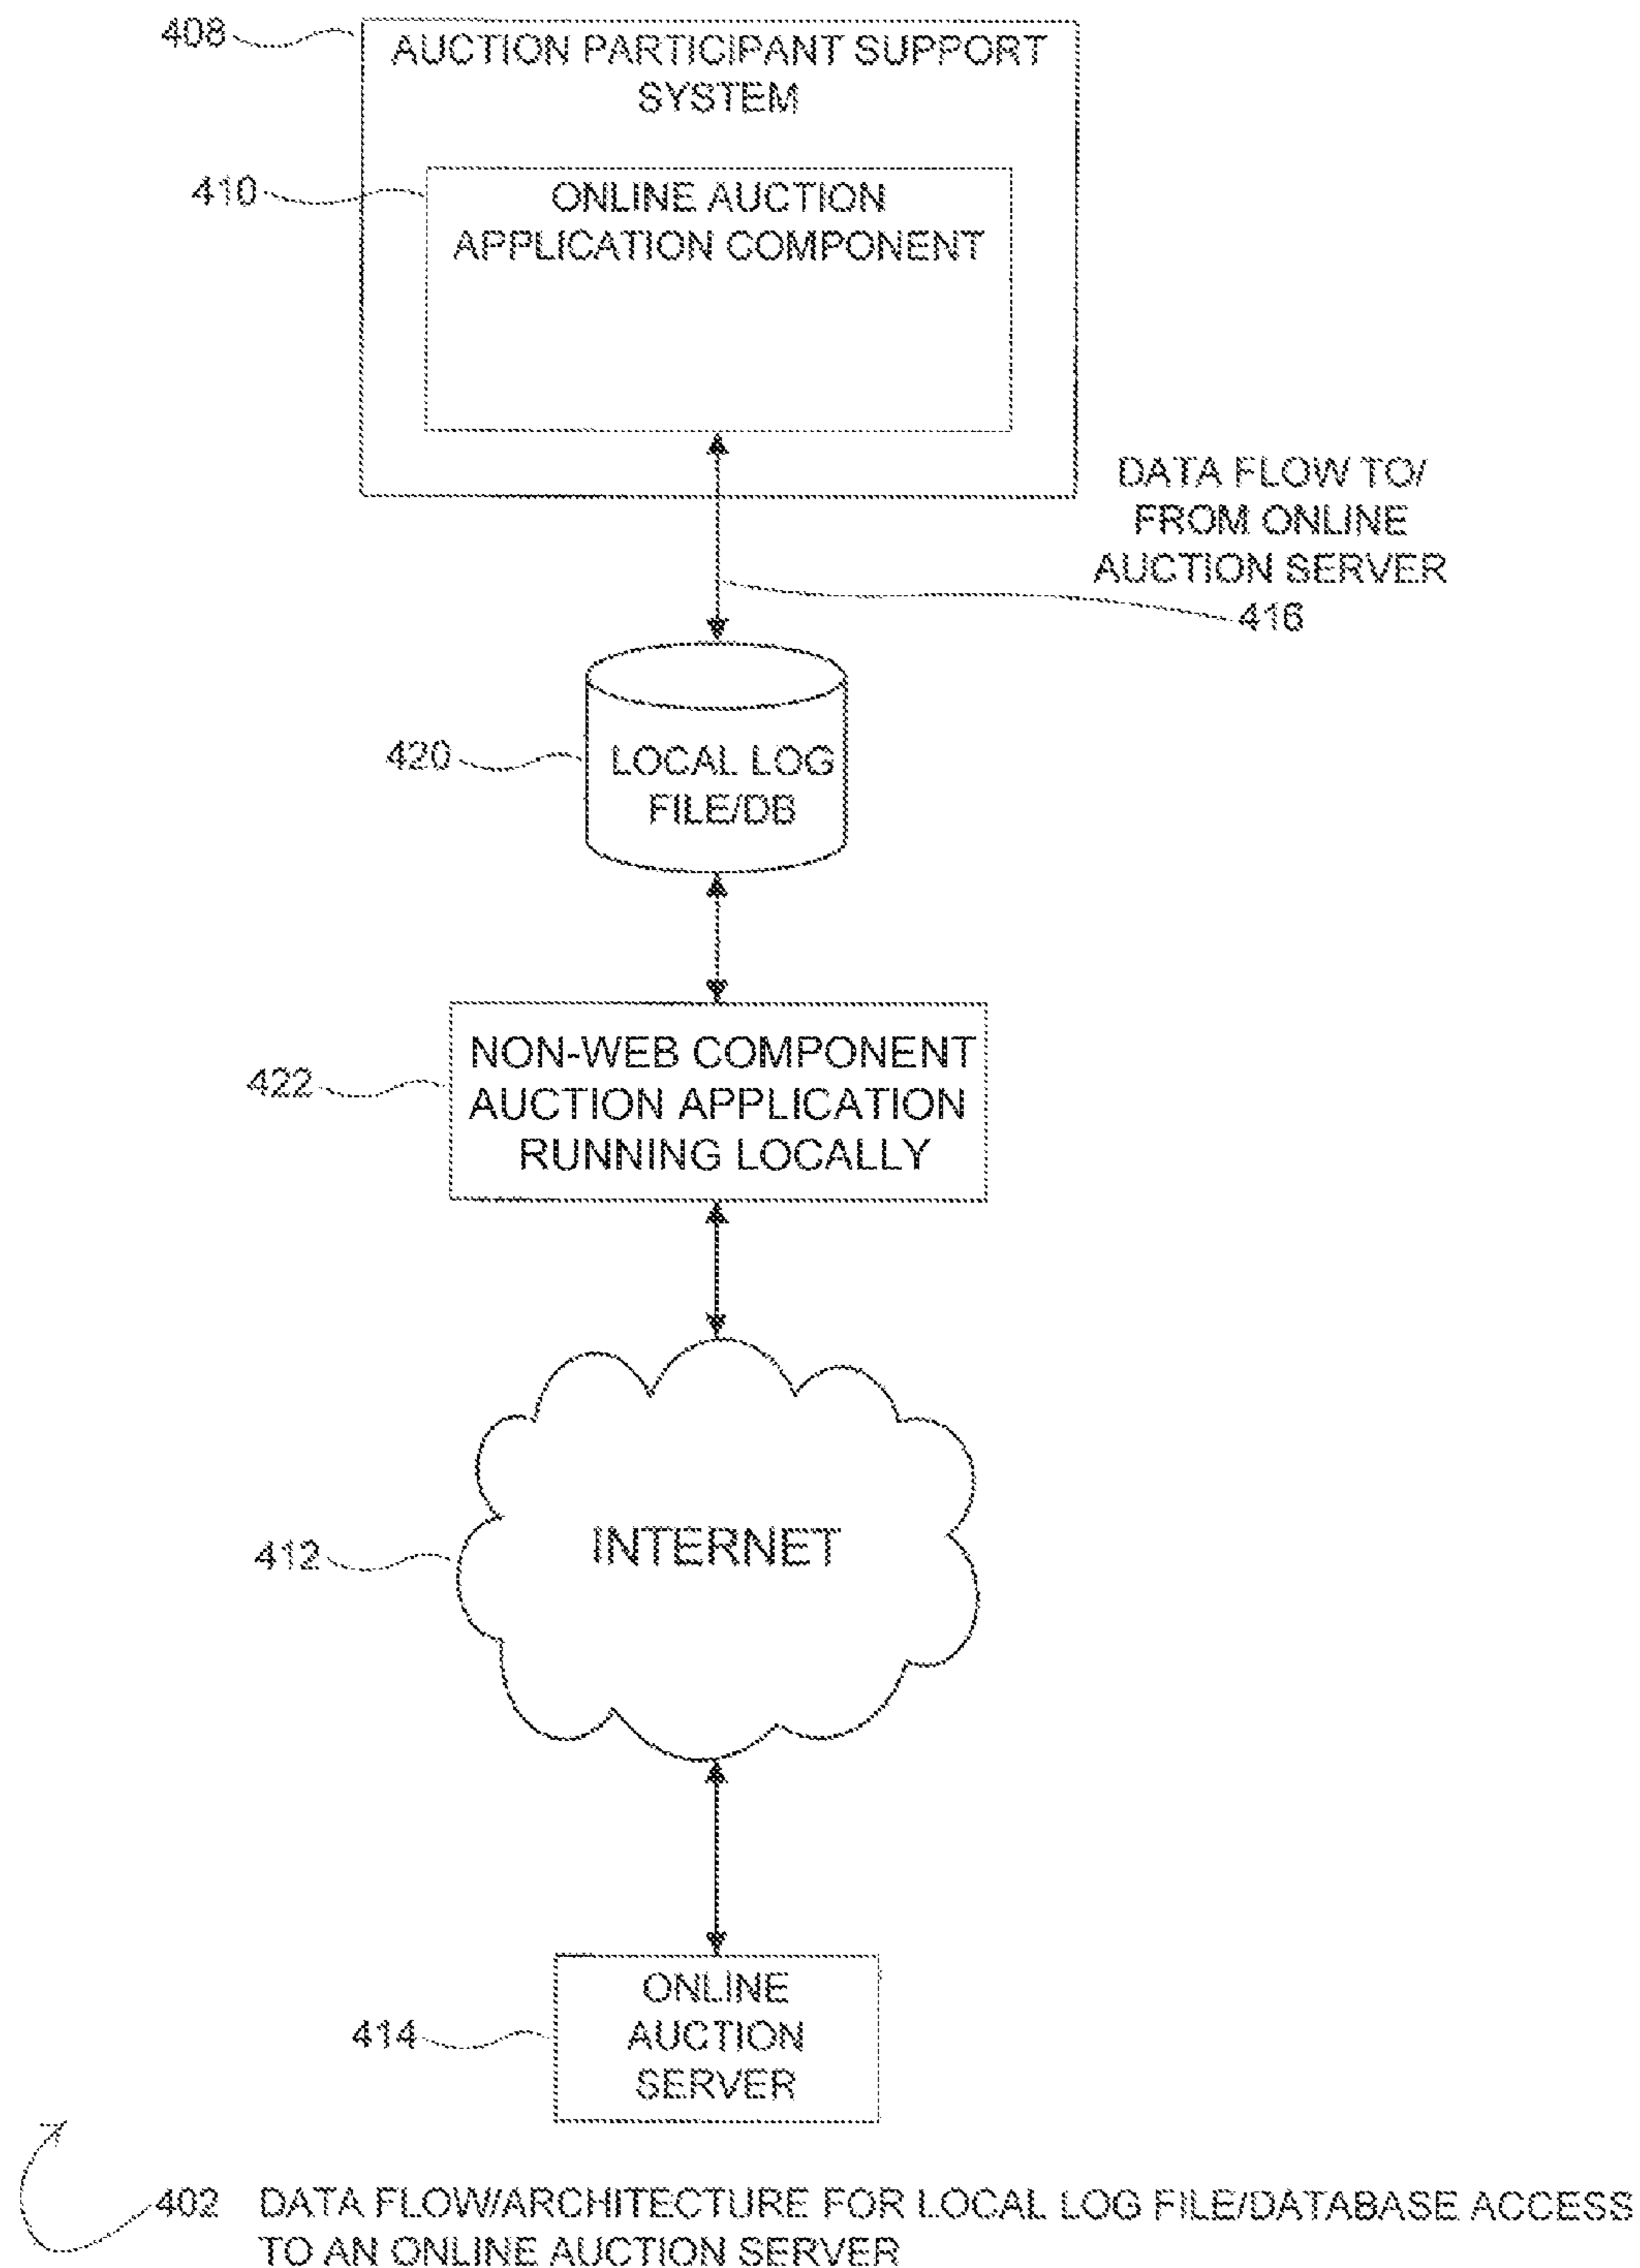 408
AUCTION PARTICIPANT SUPPORT
SYSTEM
410
ONLINE AUCTION
APPLICATION COMPONENT
DATA FLOW TO/
FROM ONLINE
AUCTION SERVER
416
420
LOCAL LOG
FILE/DB
422
NON-WEB COMPONENT
AUCTION APPLICATION
RUNNING LOCALLY
412
INTERNET
414
ONLINE
AUCTION
SERVER
402 DATA FLOW/ARCHITECTURE FOR LOCAL LOG FILE/DATABASE ACCESS
TO AN ONLINE AUCTION SERVER